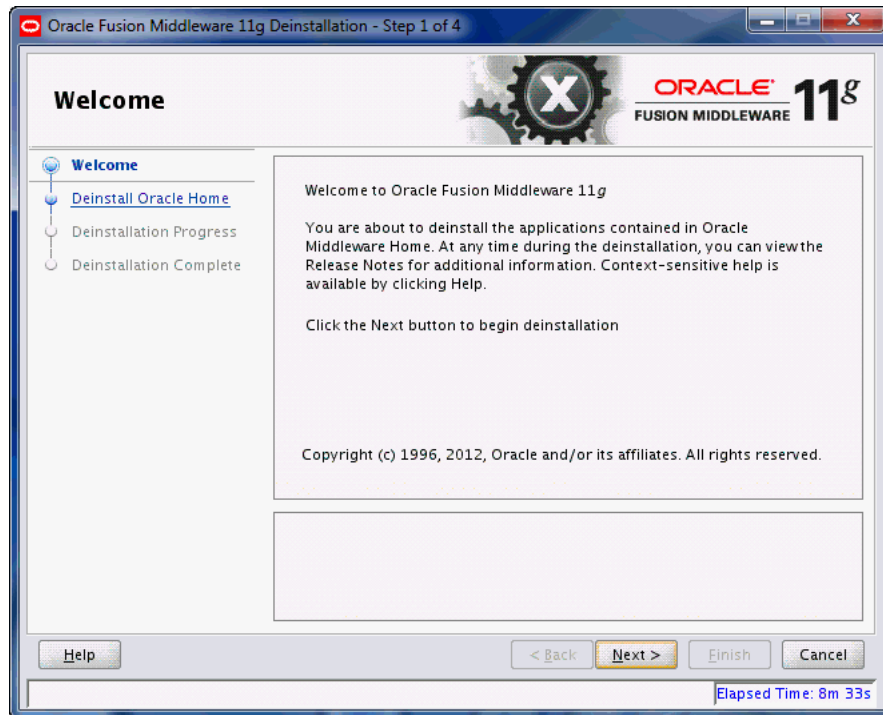 Oracle Fusion Middleware 11g Deinstallation - Step 1 of 4
Welcome
X
ORACLE
FUSION MIDDLEWARE
11g
Welcome
Deinstall Oracle Home
Deinstallation Progress
Deinstallation Complete
Welcome to Oracle Fusion Middleware 11g
You are about to deinstall the applications contained in Oracle
Middleware Home. At any time during the deinstallation, you can view the
Release Notes for additional information. Context-sensitive help is
available by clicking Help.
Click the Next button to begin deinstallation
Copyright (c) 1996, 2012, Oracle and/or its affiliates. All rights reserved.
Help
< Back
Next >
Finish
Cancel
Elapsed Time: 8m 33s